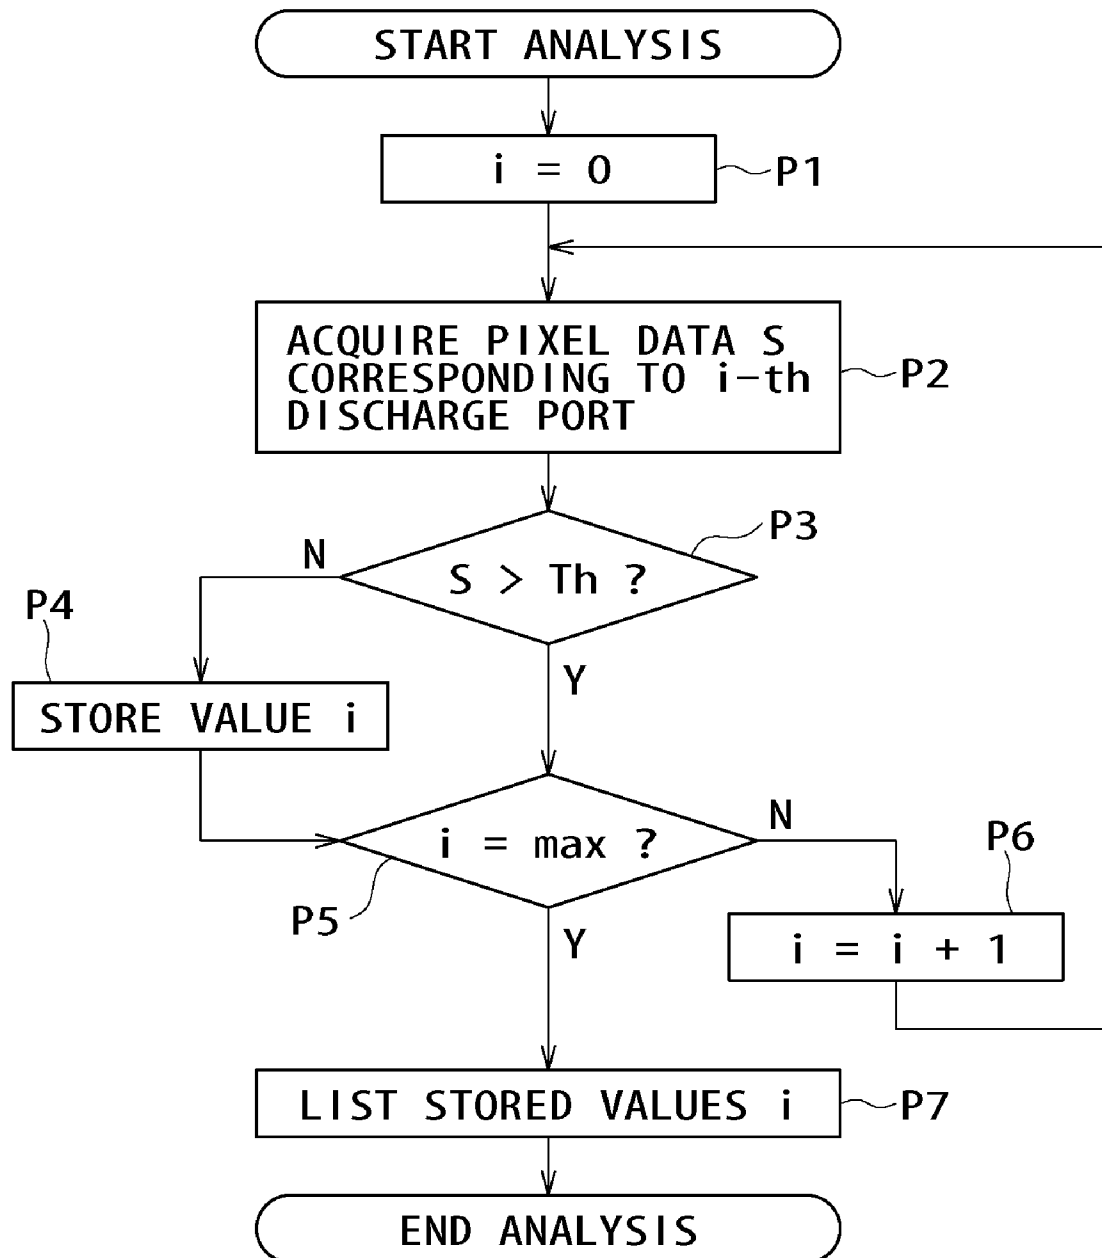 START ANALYSIS
i = 0
P1
ACQUIRE PIXEL DATA S
CORRESPONDING TO i-th
DISCHARGE PORT
P2
P3
N
S > Th ?
P4
Y
STORE VALUE i
N
i = max ?
P6
P5
Y
i = i + 1
LIST STORED VALUES i
P7
END ANALYSIS